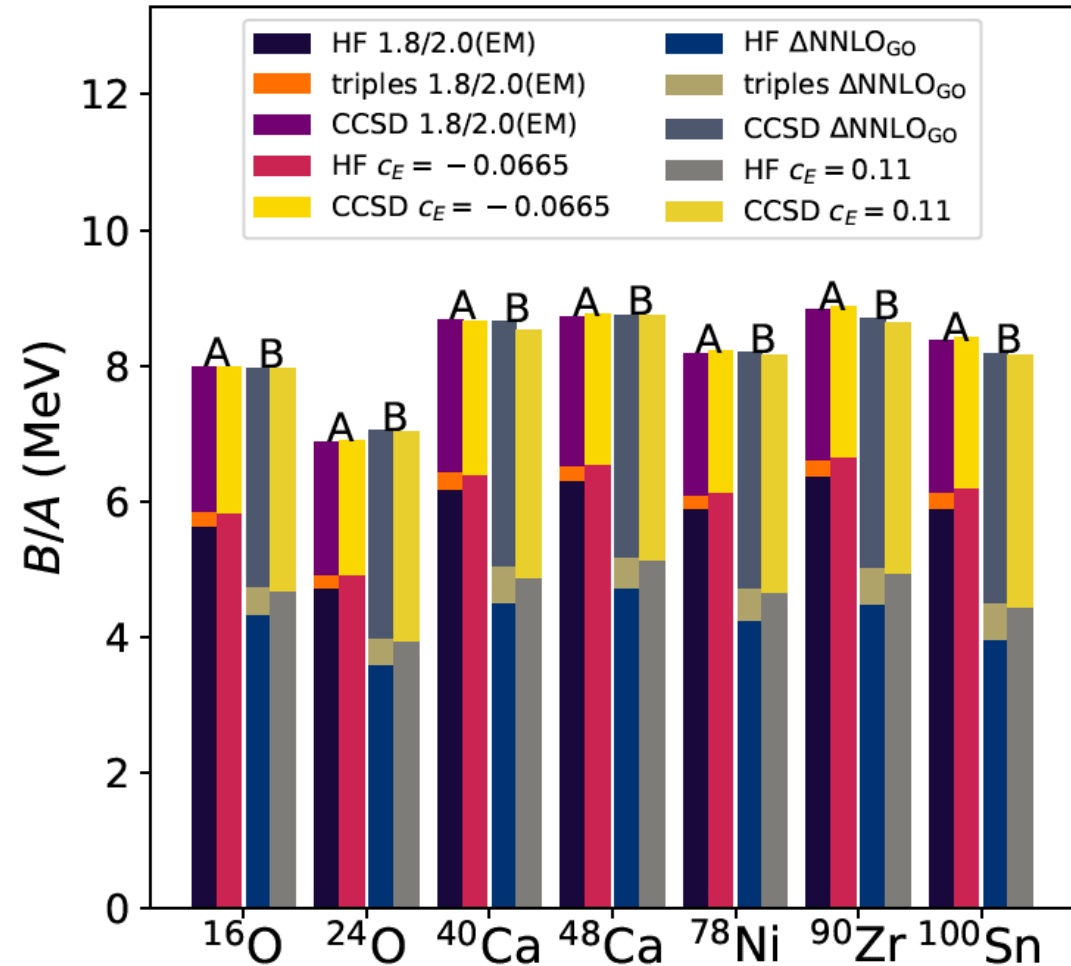 HF 1.8/2.0(EM)
triples 1.8/2.0(EM)
CCSD 1.8/2.0(EM)
HF c_E = −0.0665
CCSD c_E = −0.0665
HF ΔNNLO_GO
triples ΔNNLO_GO
CCSD ΔNNLO_GO
HF c_E = 0.11
CCSD c_E = 0.11
B/A (MeV)
12
10
8
6
4
2
0
A B A B A B A B A B A B A B
¹⁶O ²⁴O ⁴⁰Ca ⁴⁸Ca ⁷⁸Ni ⁹⁰Zr ¹⁰⁰Sn